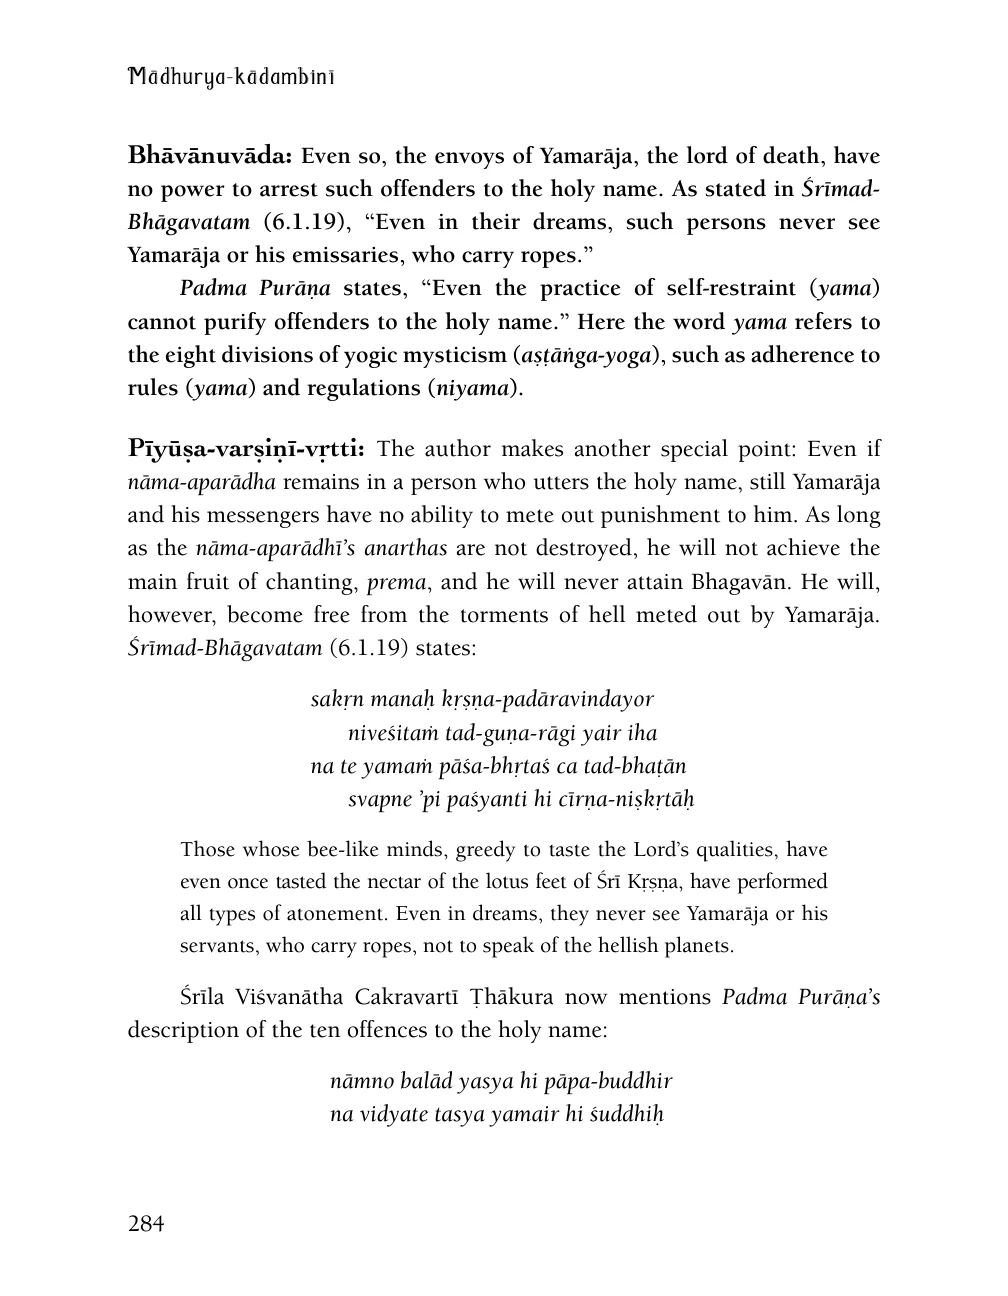 Mādhurya-kādambinī
Bhāvānuvāda: Even so, the envoys of Yamarāja, the lord of death, have
no power to arrest such offenders to the holy name. As stated in Śrīmad-
Bhāgavatam (6.1.19), “Even in their dreams, such persons never see
Yamarāja or his emissaries, who carry ropes.”
Padma Purāṇa states, “Even the practice of self-restraint (yama)
cannot purify offenders to the holy name.” Here the word yama refers to
the eight divisions of yogic mysticism (aṣṭāṅga-yoga), such as adherence to
rules (yama) and regulations (niyama).
Pīyūṣa-varṣiṇī-vṛtti: The author makes another special point: Even if
nāma-aparādha remains in a person who utters the holy name, still Yamarāja
and his messengers have no ability to mete out punishment to him. As long
as the nāma-aparādhī’s anarthas are not destroyed, he will not achieve the
main fruit of chanting, prema, and he will never attain Bhagavān. He will,
however, become free from the torments of hell meted out by Yamarāja.
Śrīmad-Bhāgavatam (6.1.19) states:
sakṛn manaḥ kṛṣṇa-padāravindayor
niveśitaṁ tad-guṇa-rāgi yair iha
na te yamaṁ pāśa-bhṛtaś ca tad-bhaṭān
svapne ’pi paśyanti hi cīrṇa-niṣkṛtāḥ
Those whose bee-like minds, greedy to taste the Lord’s qualities, have
even once tasted the nectar of the lotus feet of Śrī Kṛṣṇa, have performed
all types of atonement. Even in dreams, they never see Yamarāja or his
servants, who carry ropes, not to speak of the hellish planets.
Śrīla Viśvanātha Cakravartī Ṭhākura now mentions Padma Purāṇa’s
description of the ten offences to the holy name:
nāmno balād yasya hi pāpa-buddhir
na vidyate tasya yamair hi śuddhiḥ
284